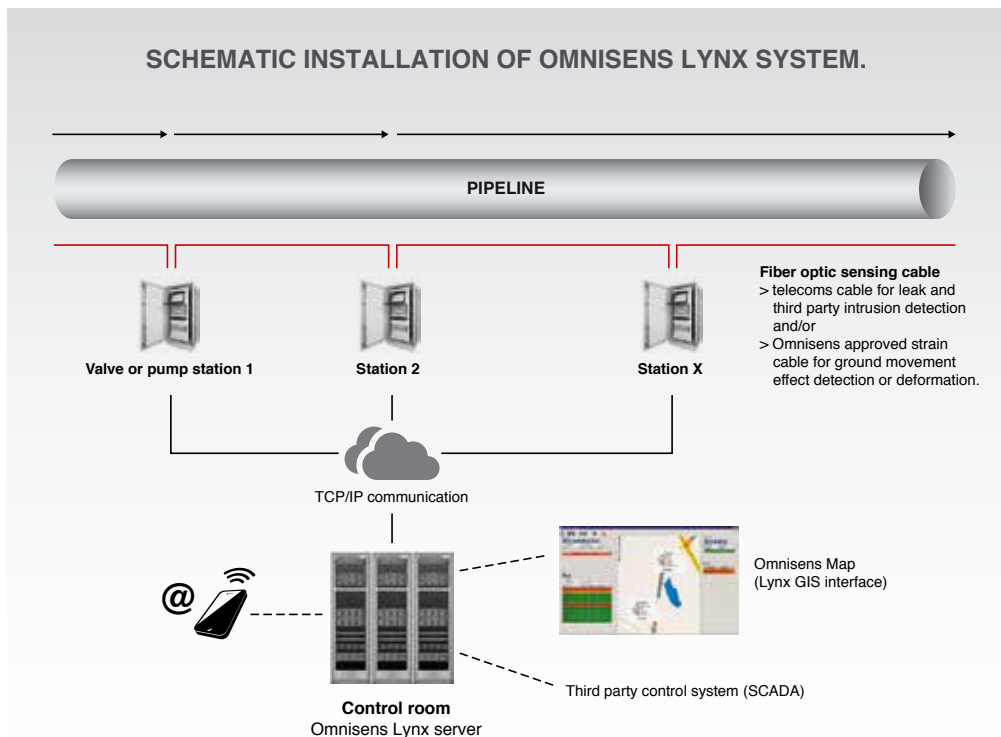 SCHEMATIC INSTALLATION OF OMNISENS LYNX SYSTEM.
PIPELINE
Valve or pump station 1
Station 2
Station X
Fiber optic sensing cable
> telecoms cable for leak and
third party intrusion detection
and/or
> Omnisens approved strain
cable for ground movement
effect detection or deformation.
TCP/IP communication
@
Omnisens Map
(Lynx GIS interface)
Third party control system (SCADA)
Control room
Omnisens Lynx server